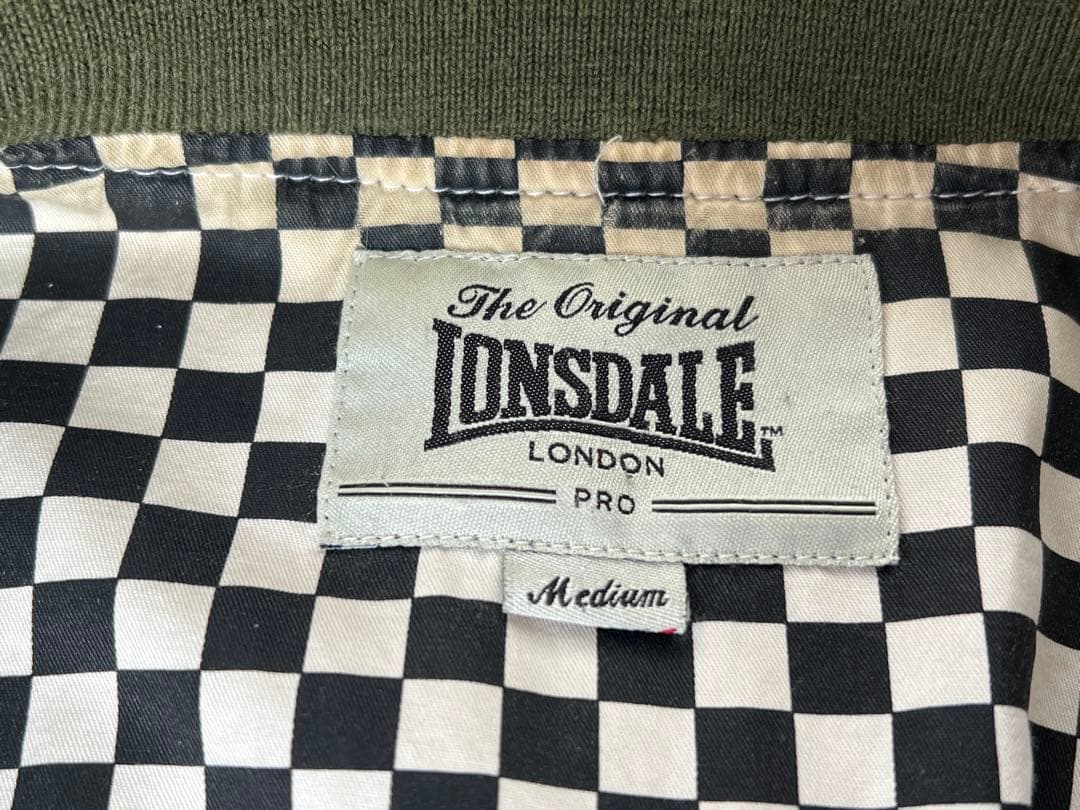 The Original
LONSDALE™
LONDON
PRO
Medium